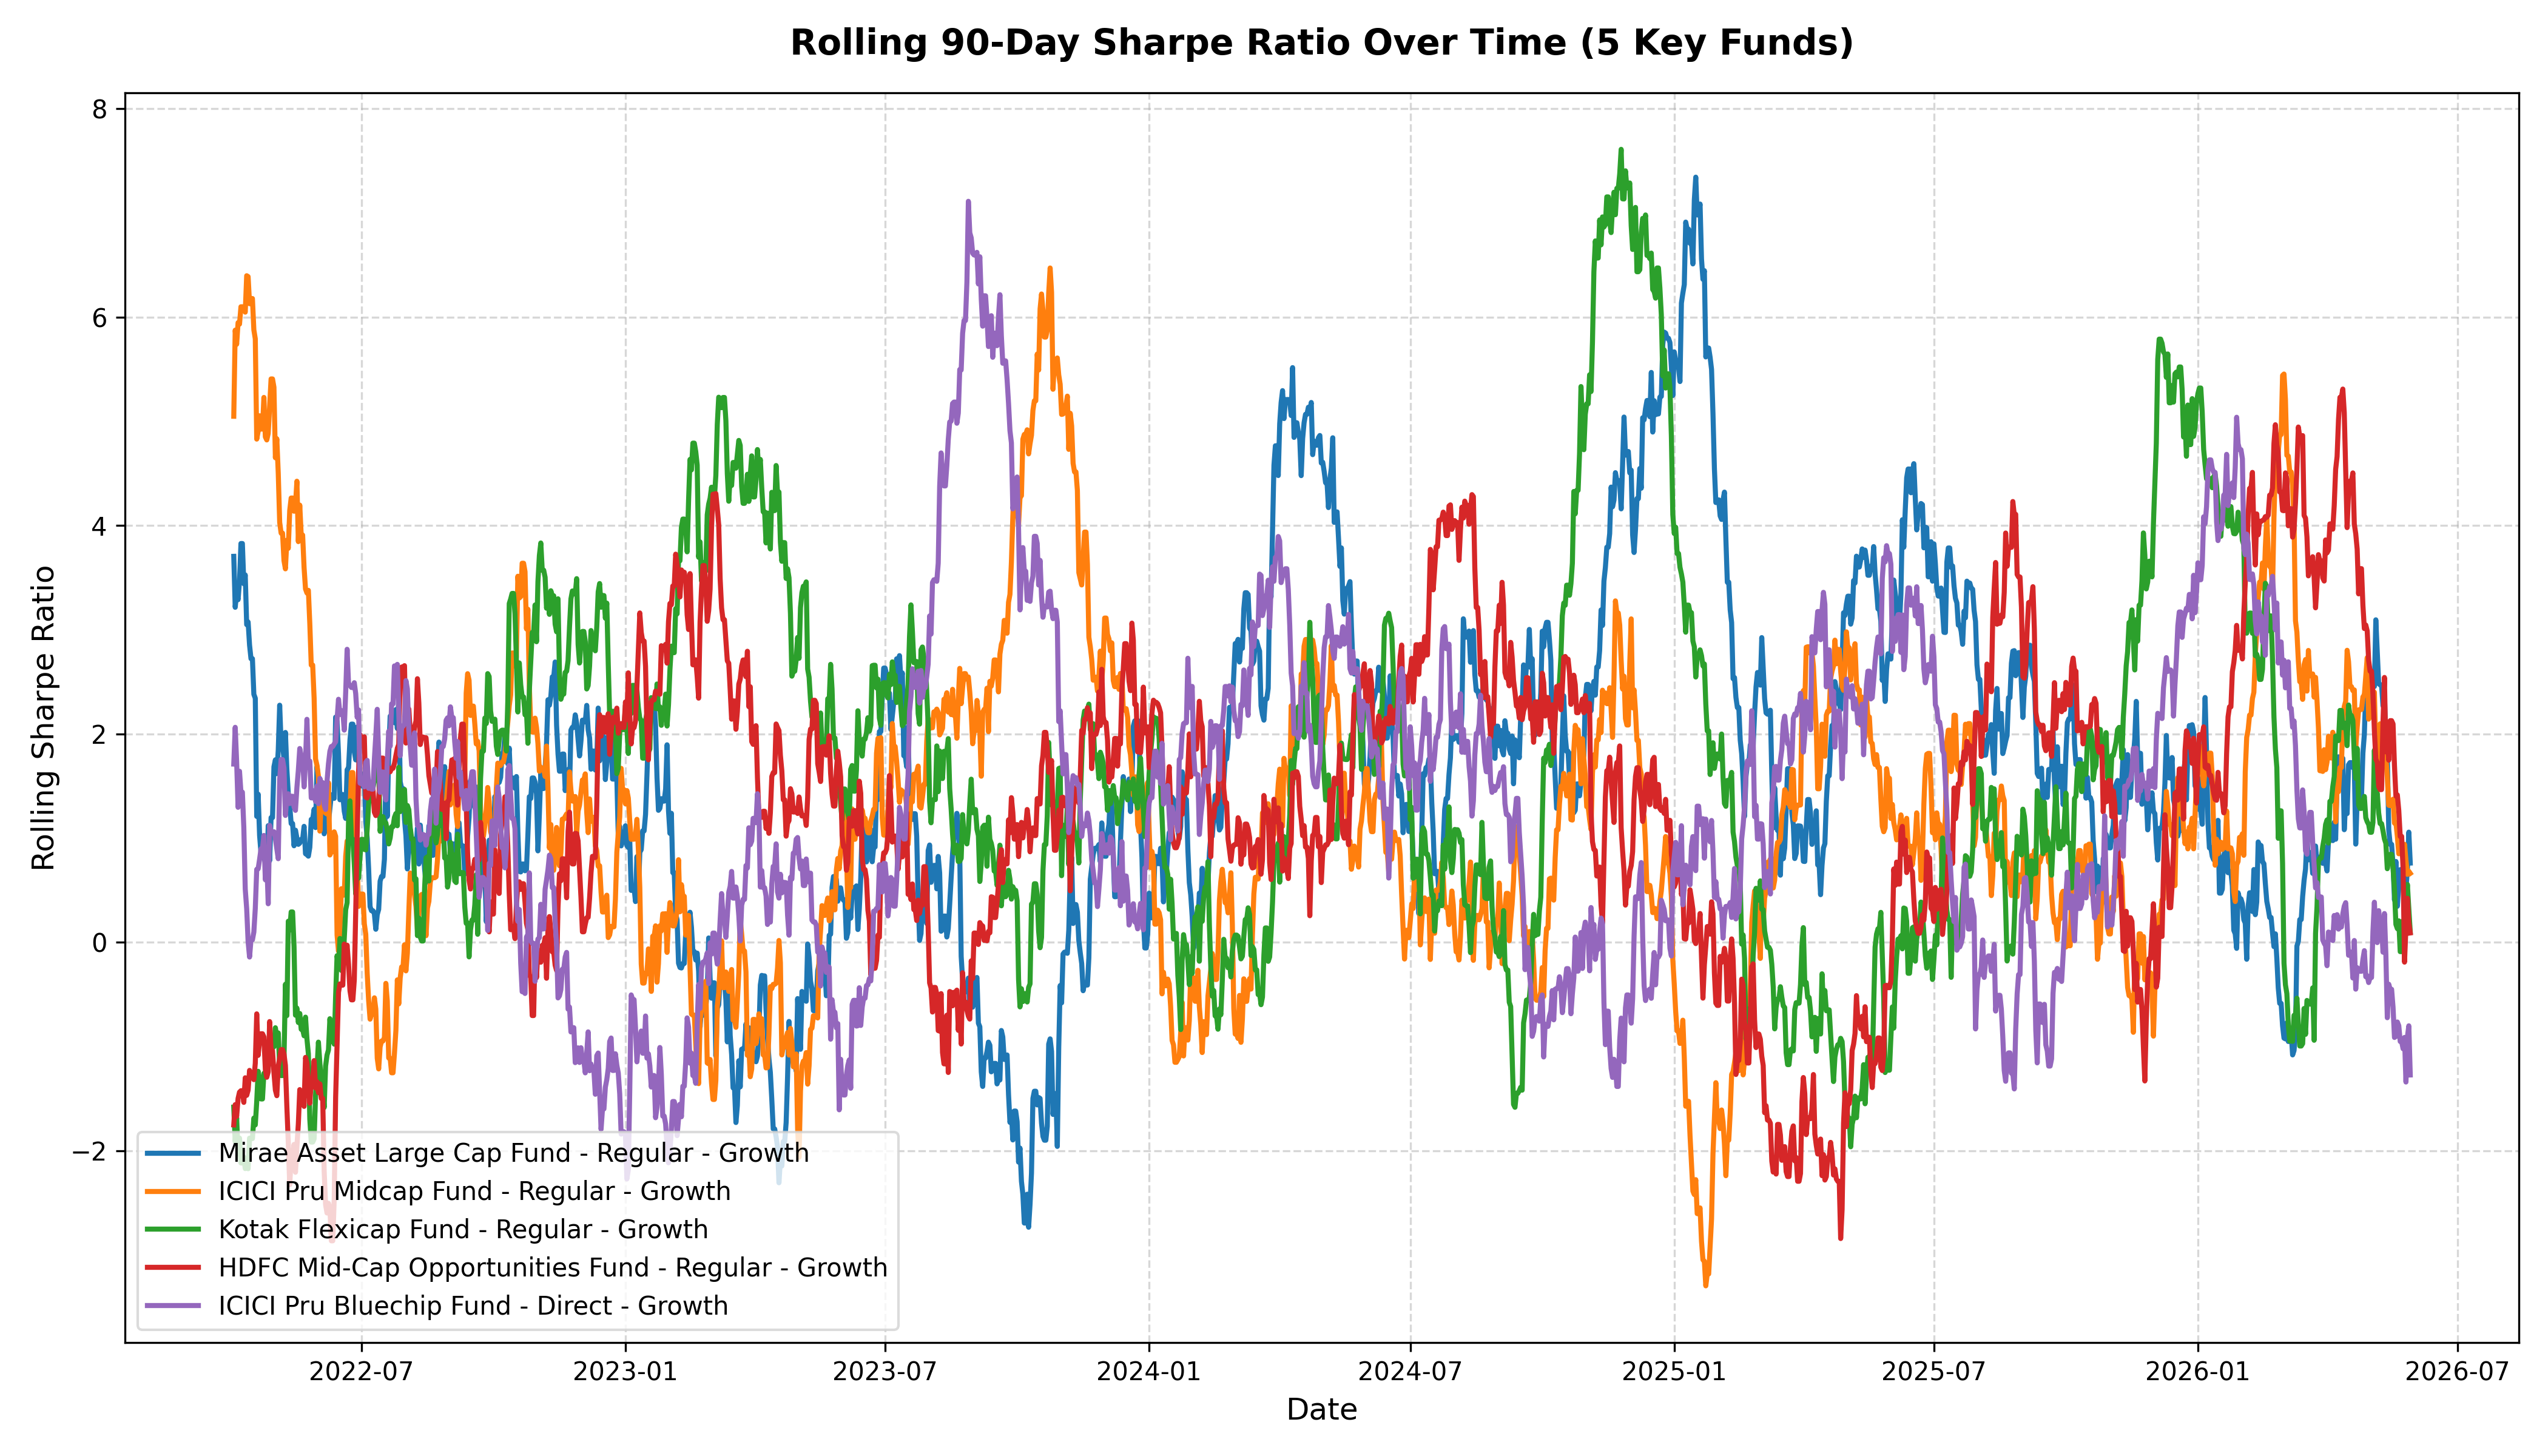 Rolling 90-Day Sharpe Ratio Over Time (5 Key Funds)
Rolling Sharpe Ratio
8
6
4
2
0
−2
Mirae Asset Large Cap Fund - Regular - Growth
ICICI Pru Midcap Fund - Regular - Growth
Kotak Flexicap Fund - Regular - Growth
HDFC Mid-Cap Opportunities Fund - Regular - Growth
ICICI Pru Bluechip Fund - Direct - Growth
2022-07 2023-01 2023-07 2024-01 2024-07 2025-01 2025-07 2026-01 2026-07
Date